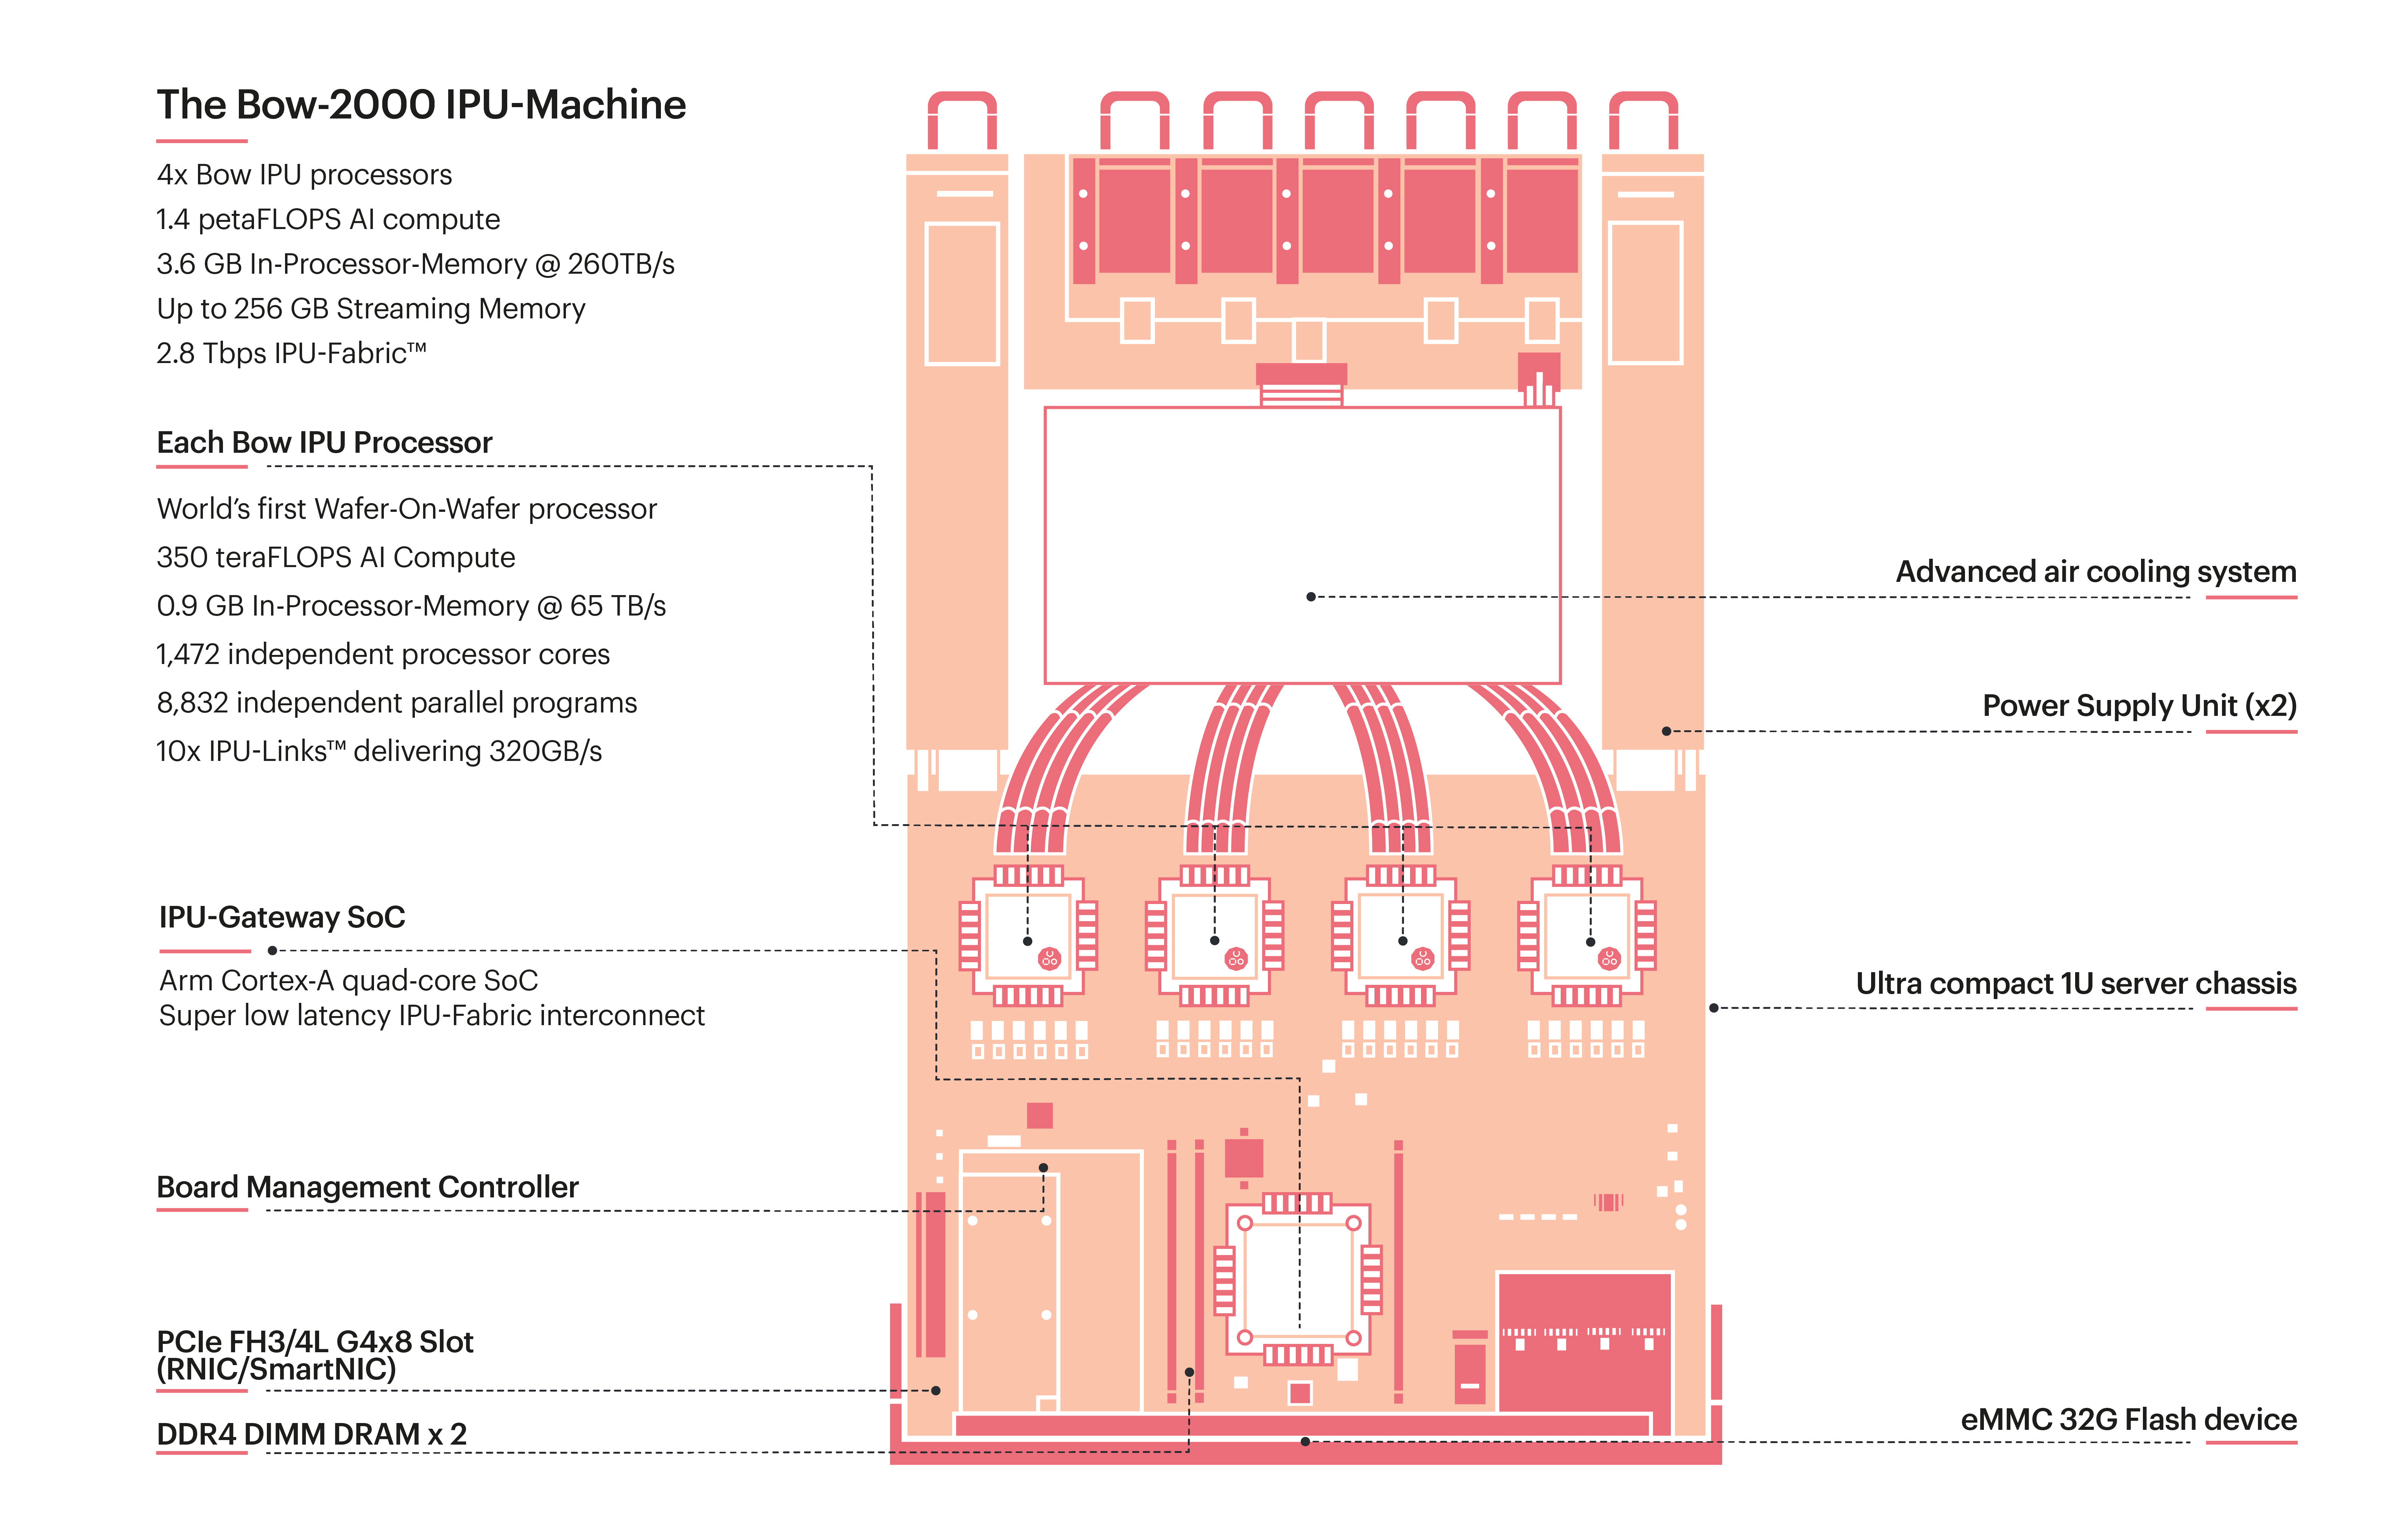 The Bow-2000 IPU-Machine
4x Bow IPU processors
1.4 petaFLOPS AI compute
3.6 GB In-Processor-Memory @ 260TB/s
Up to 256 GB Streaming Memory
2.8 Tbps IPU-Fabric™
Each Bow IPU Processor
World’s first Wafer-On-Wafer processor
350 teraFLOPS AI Compute
0.9 GB In-Processor-Memory @ 65 TB/s
1,472 independent processor cores
8,832 independent parallel programs
10x IPU-Links™ delivering 320GB/s
IPU-Gateway SoC
Arm Cortex-A quad-core SoC
Super low latency IPU-Fabric interconnect
Board Management Controller
PCIe FH3/4L G4x8 Slot
(RNIC/SmartNIC)
DDR4 DIMM DRAM x 2
Advanced air cooling system
Power Supply Unit (x2)
Ultra compact 1U server chassis
eMMC 32G Flash device